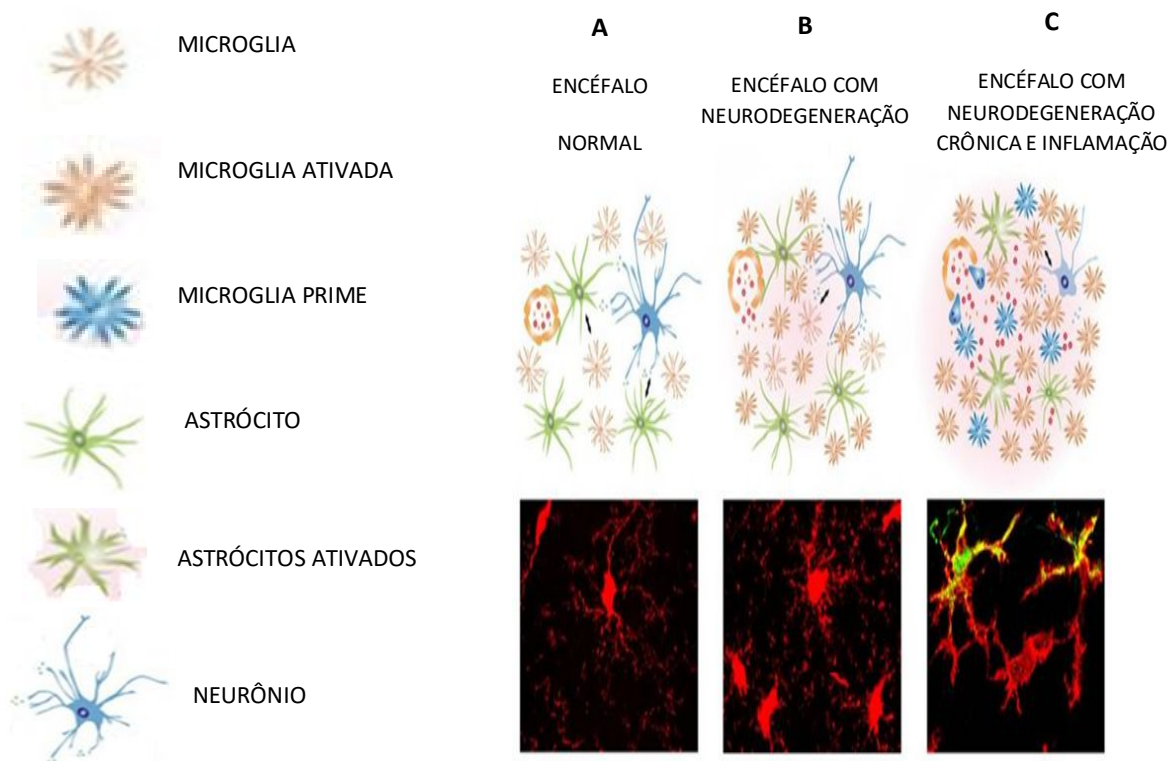 MICROGLIA
MICROGLIA ATIVADA
MICROGLIA PRIME
ASTRÓCITO
ASTRÓCITOS ATIVADOS
NEURÔNIO
A
ENCÉFALO
NORMAL
B
ENCÉFALO COM
NEURODEGENERAÇÃO
C
ENCÉFALO COM
NEURODEGENERAÇÃO
CRÔNICA E INFLAMAÇÃO